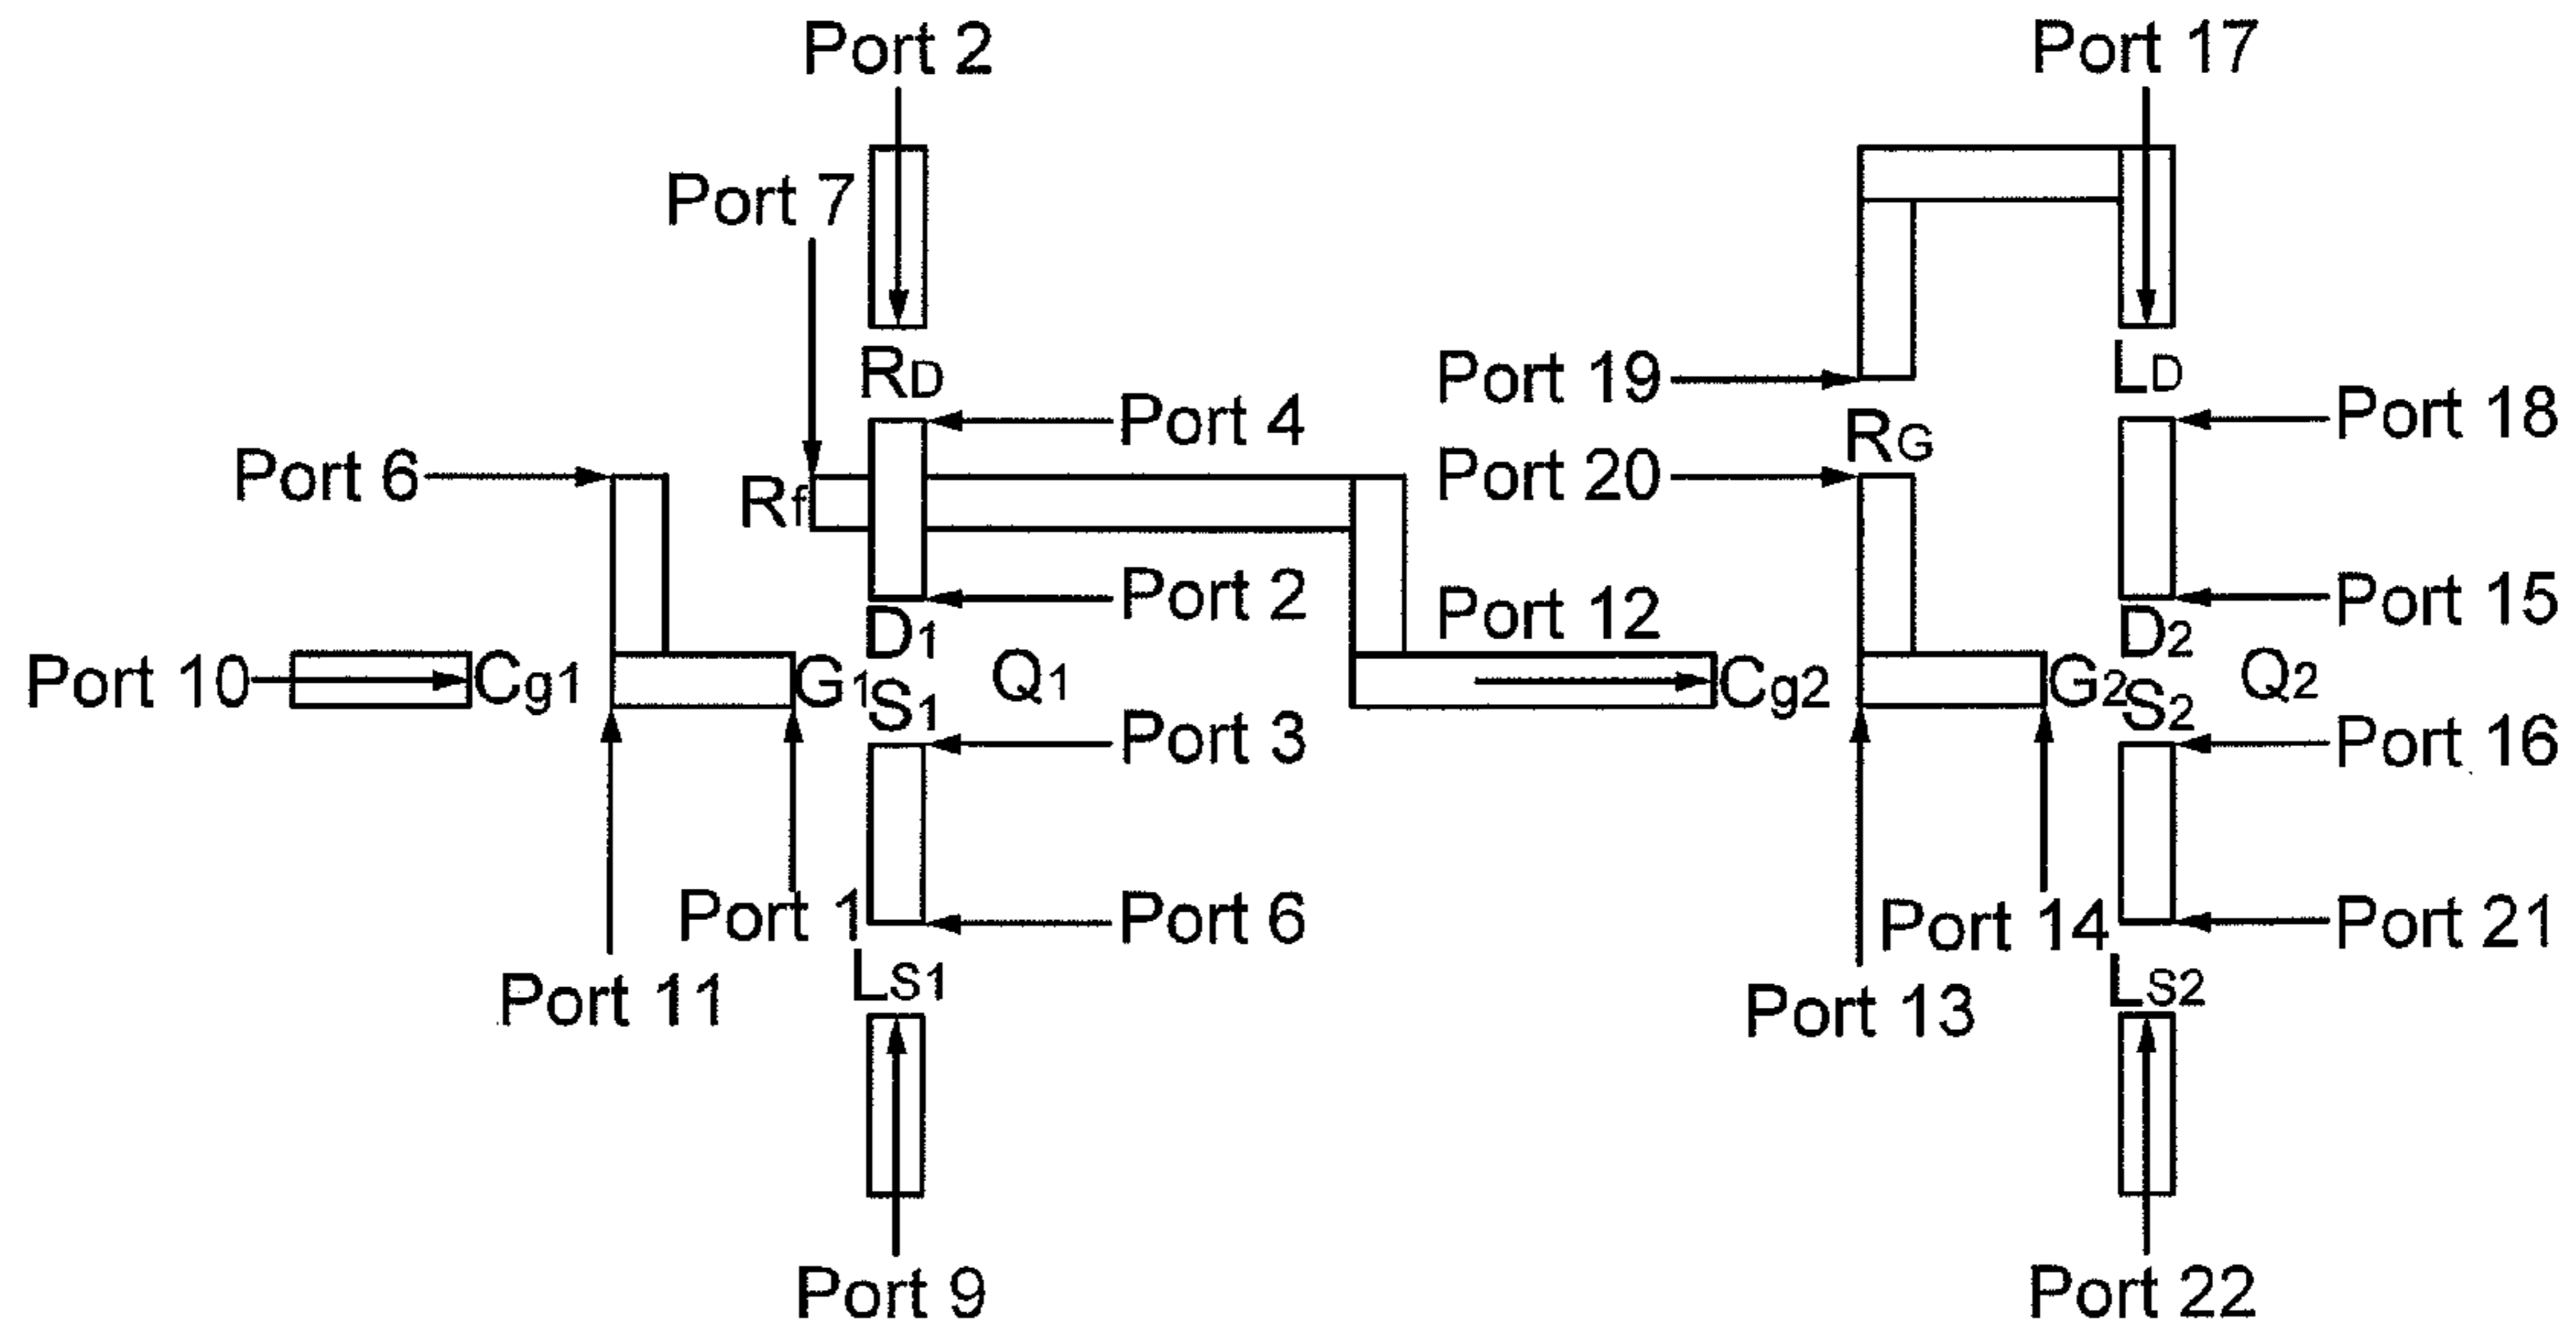 Port 2
Port 17
Port 7
RD
LD
Port 19
Port 4
Port 18
RG
Port 6
Port 20
Rf
Port 2
Port 15
Port 12
D1
D2
Port 10
Cg1
G1
Q1
Cg2
G2
Q2
S1
S2
Port 3
Port 16
Port 1
Port 6
Port 14
Port 21
LS1
LS2
Port 11
Port 13
Port 9
Port 22